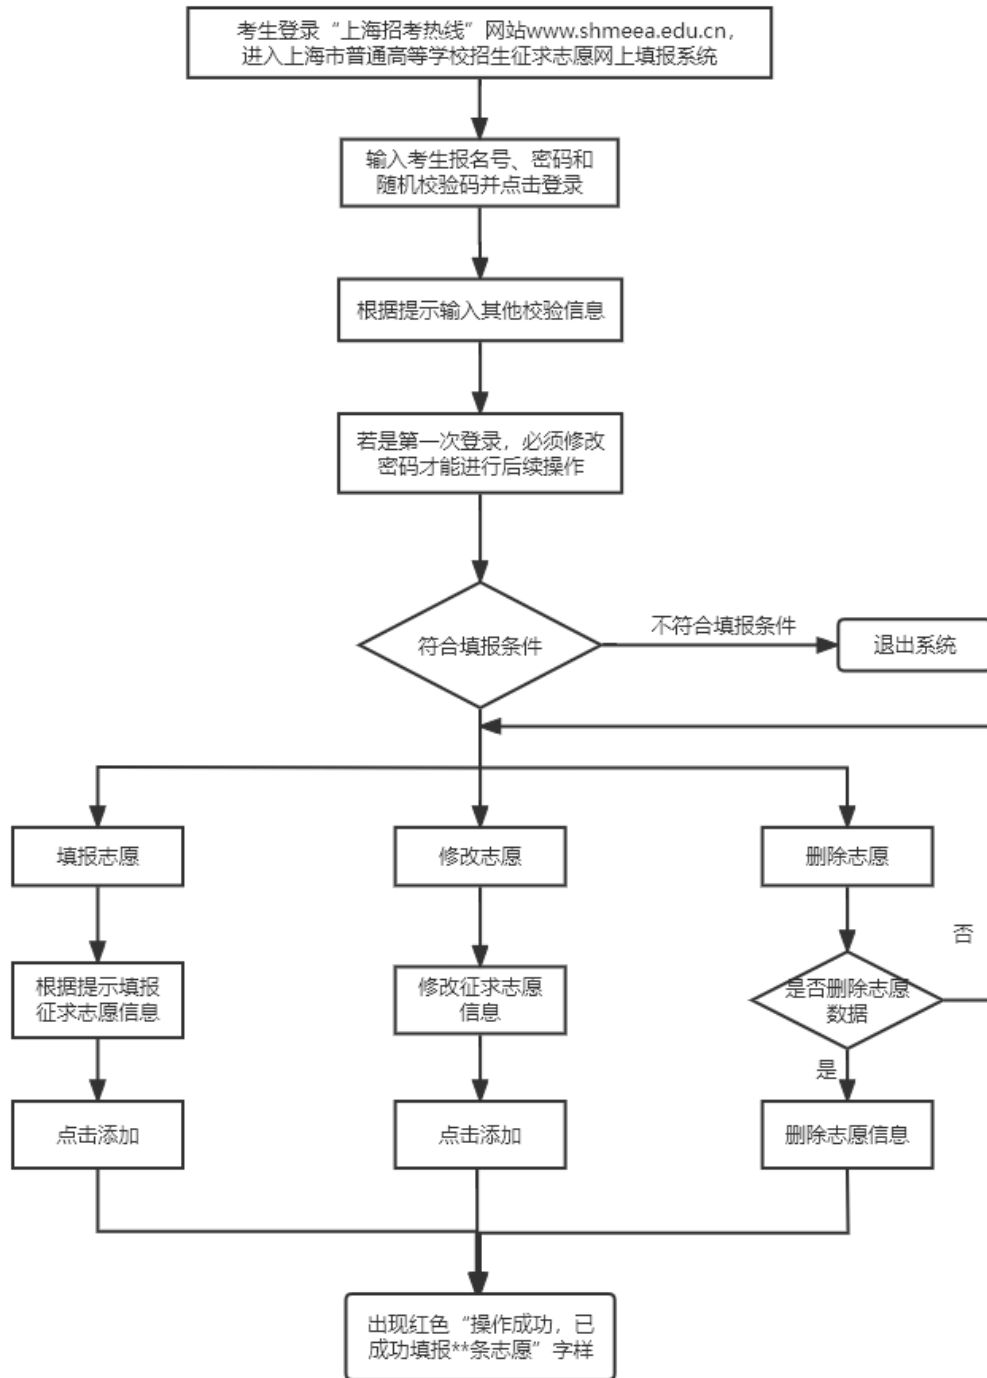 考生登录“上海招考热线”网站www.shmeea.edu.cn，
进入上海市普通高等学校招生征求志愿网上填报系统
输入考生报名号、密码和
随机校验码并点击登录
根据提示输入其他校验信息
若是第一次登录，必须修改
密码才能进行后续操作
符合填报条件
不符合填报条件
退出系统
填报志愿
修改志愿
删除志愿
否
根据提示填报
征求志愿信息
修改征求志愿
信息
是否删除志愿
数据
是
点击添加
点击添加
删除志愿信息
出现红色“操作成功，已
成功填报**条志愿”字样